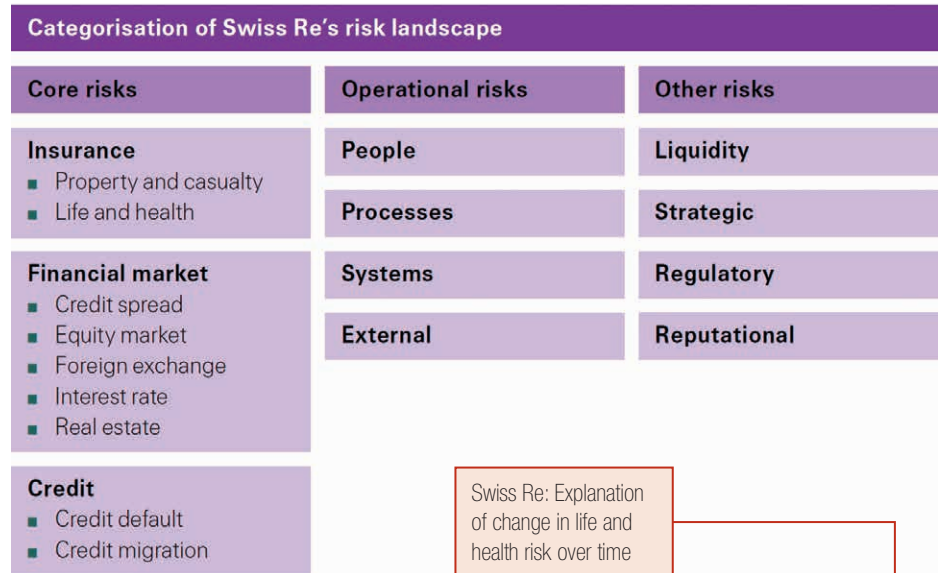 Categorisation of Swiss Re's risk landscape
Core risks
Insurance
Property and casualty
Life and health
Financial market
Credit spread
Equity market
Foreign exchange
Interest rate
Real estate
Credit
Credit default
Credit migration
Operational risks
People
Processes
Systems
External
Other risks
Liquidity
Strategic
Regulatory
Reputational
Swiss Re: Explanation
of change in life and
health risk over time